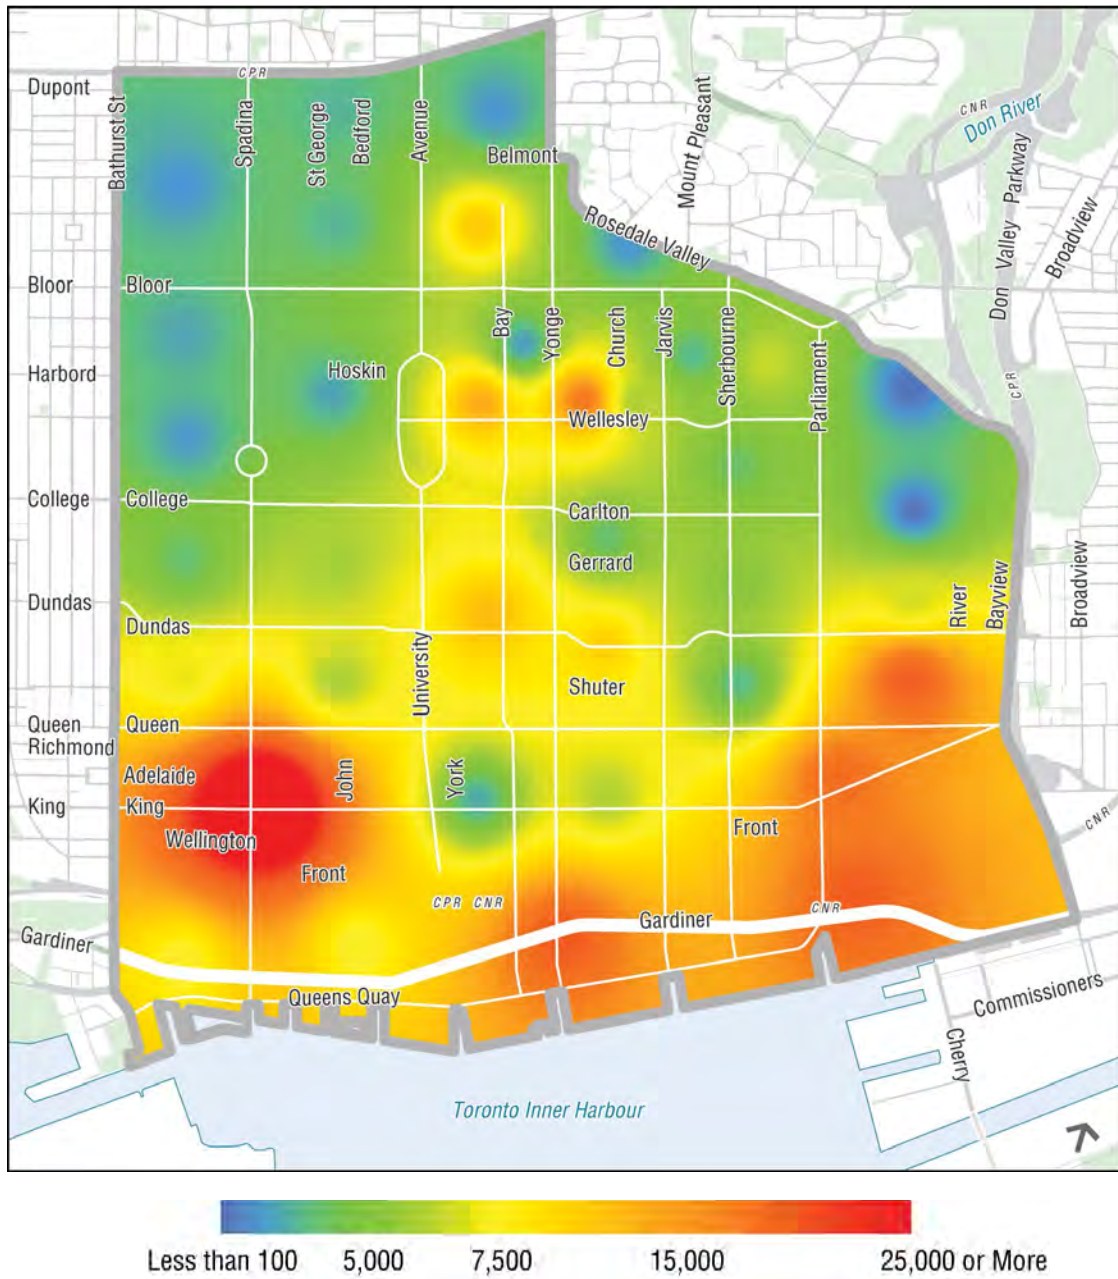 CPR
Dupont
Bathurst St
Spadina
St George
Bedford
Avenue
Belmont
Mount Pleasant
CNR
Don River
Don Valley Parkway
Broadview
Rosedale Valley
Bloor
Bloor
Bay
Yonge
Church
Jarvis
Sherbourne
Parliament
CPR
Harbord
Hoskin
Wellesley
College
College
Carlton
Gerrard
Dundas
Dundas
River
Bayview
Broadview
University
Shuter
Queen
Queen
Richmond
Adelaide
John
York
King
King
Wellington
Front
Front
CNR
CPR CNR
CNR
Gardiner
Gardiner
Queens Quay
Commissioners
Cherry
Toronto Inner Harbour
Less than 100 5,000 7,500 15,000 25,000 or More